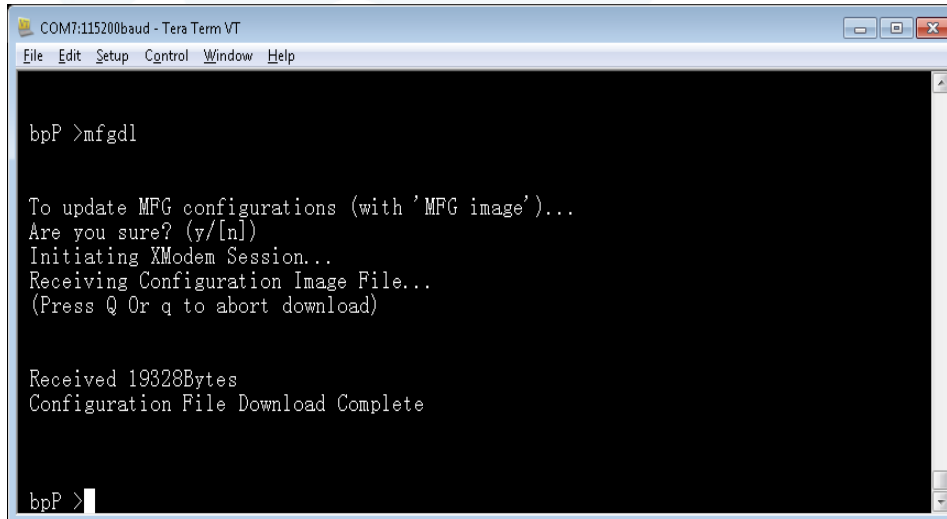 COM7:115200baud - Tera Term VT
File Edit Setup Control Window Help
bpP >mfgdl
To update MFG configurations (with 'MFG image')...
Are you sure? (y/[n])
Initiating XModem Session...
Receiving Configuration Image File...
(Press Q Or q to abort download)
Received 19328Bytes
Configuration File Download Complete
bpP >